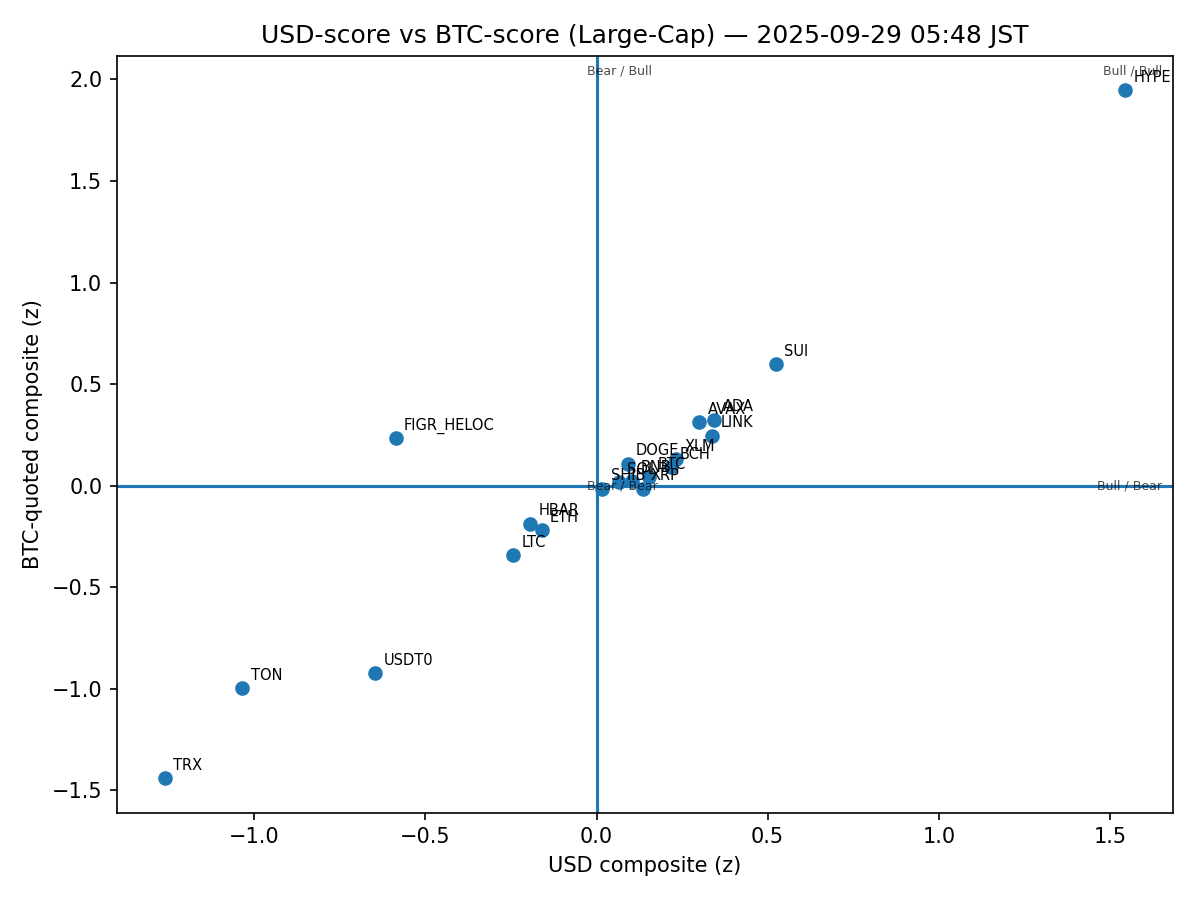 USD-score vs BTC-score (Large-Cap) — 2025-09-29 05:48 JST
Bear / Bull
Bull / Bull
HYPE
SUI
ADA
AVAX
LINK
FIGR_HELOC
XLM
DOGE
BCH
BTC
BNB
SOL
XRP
SHIB
Bear / Bear
Bull / Bear
HBAR
ETH
LTC
USDT0
TON
TRX
2.0
1.5
1.0
0.5
0.0
−0.5
−1.0
−1.5
BTC-quoted composite (z)
−1.0
−0.5
0.0
0.5
1.0
1.5
USD composite (z)